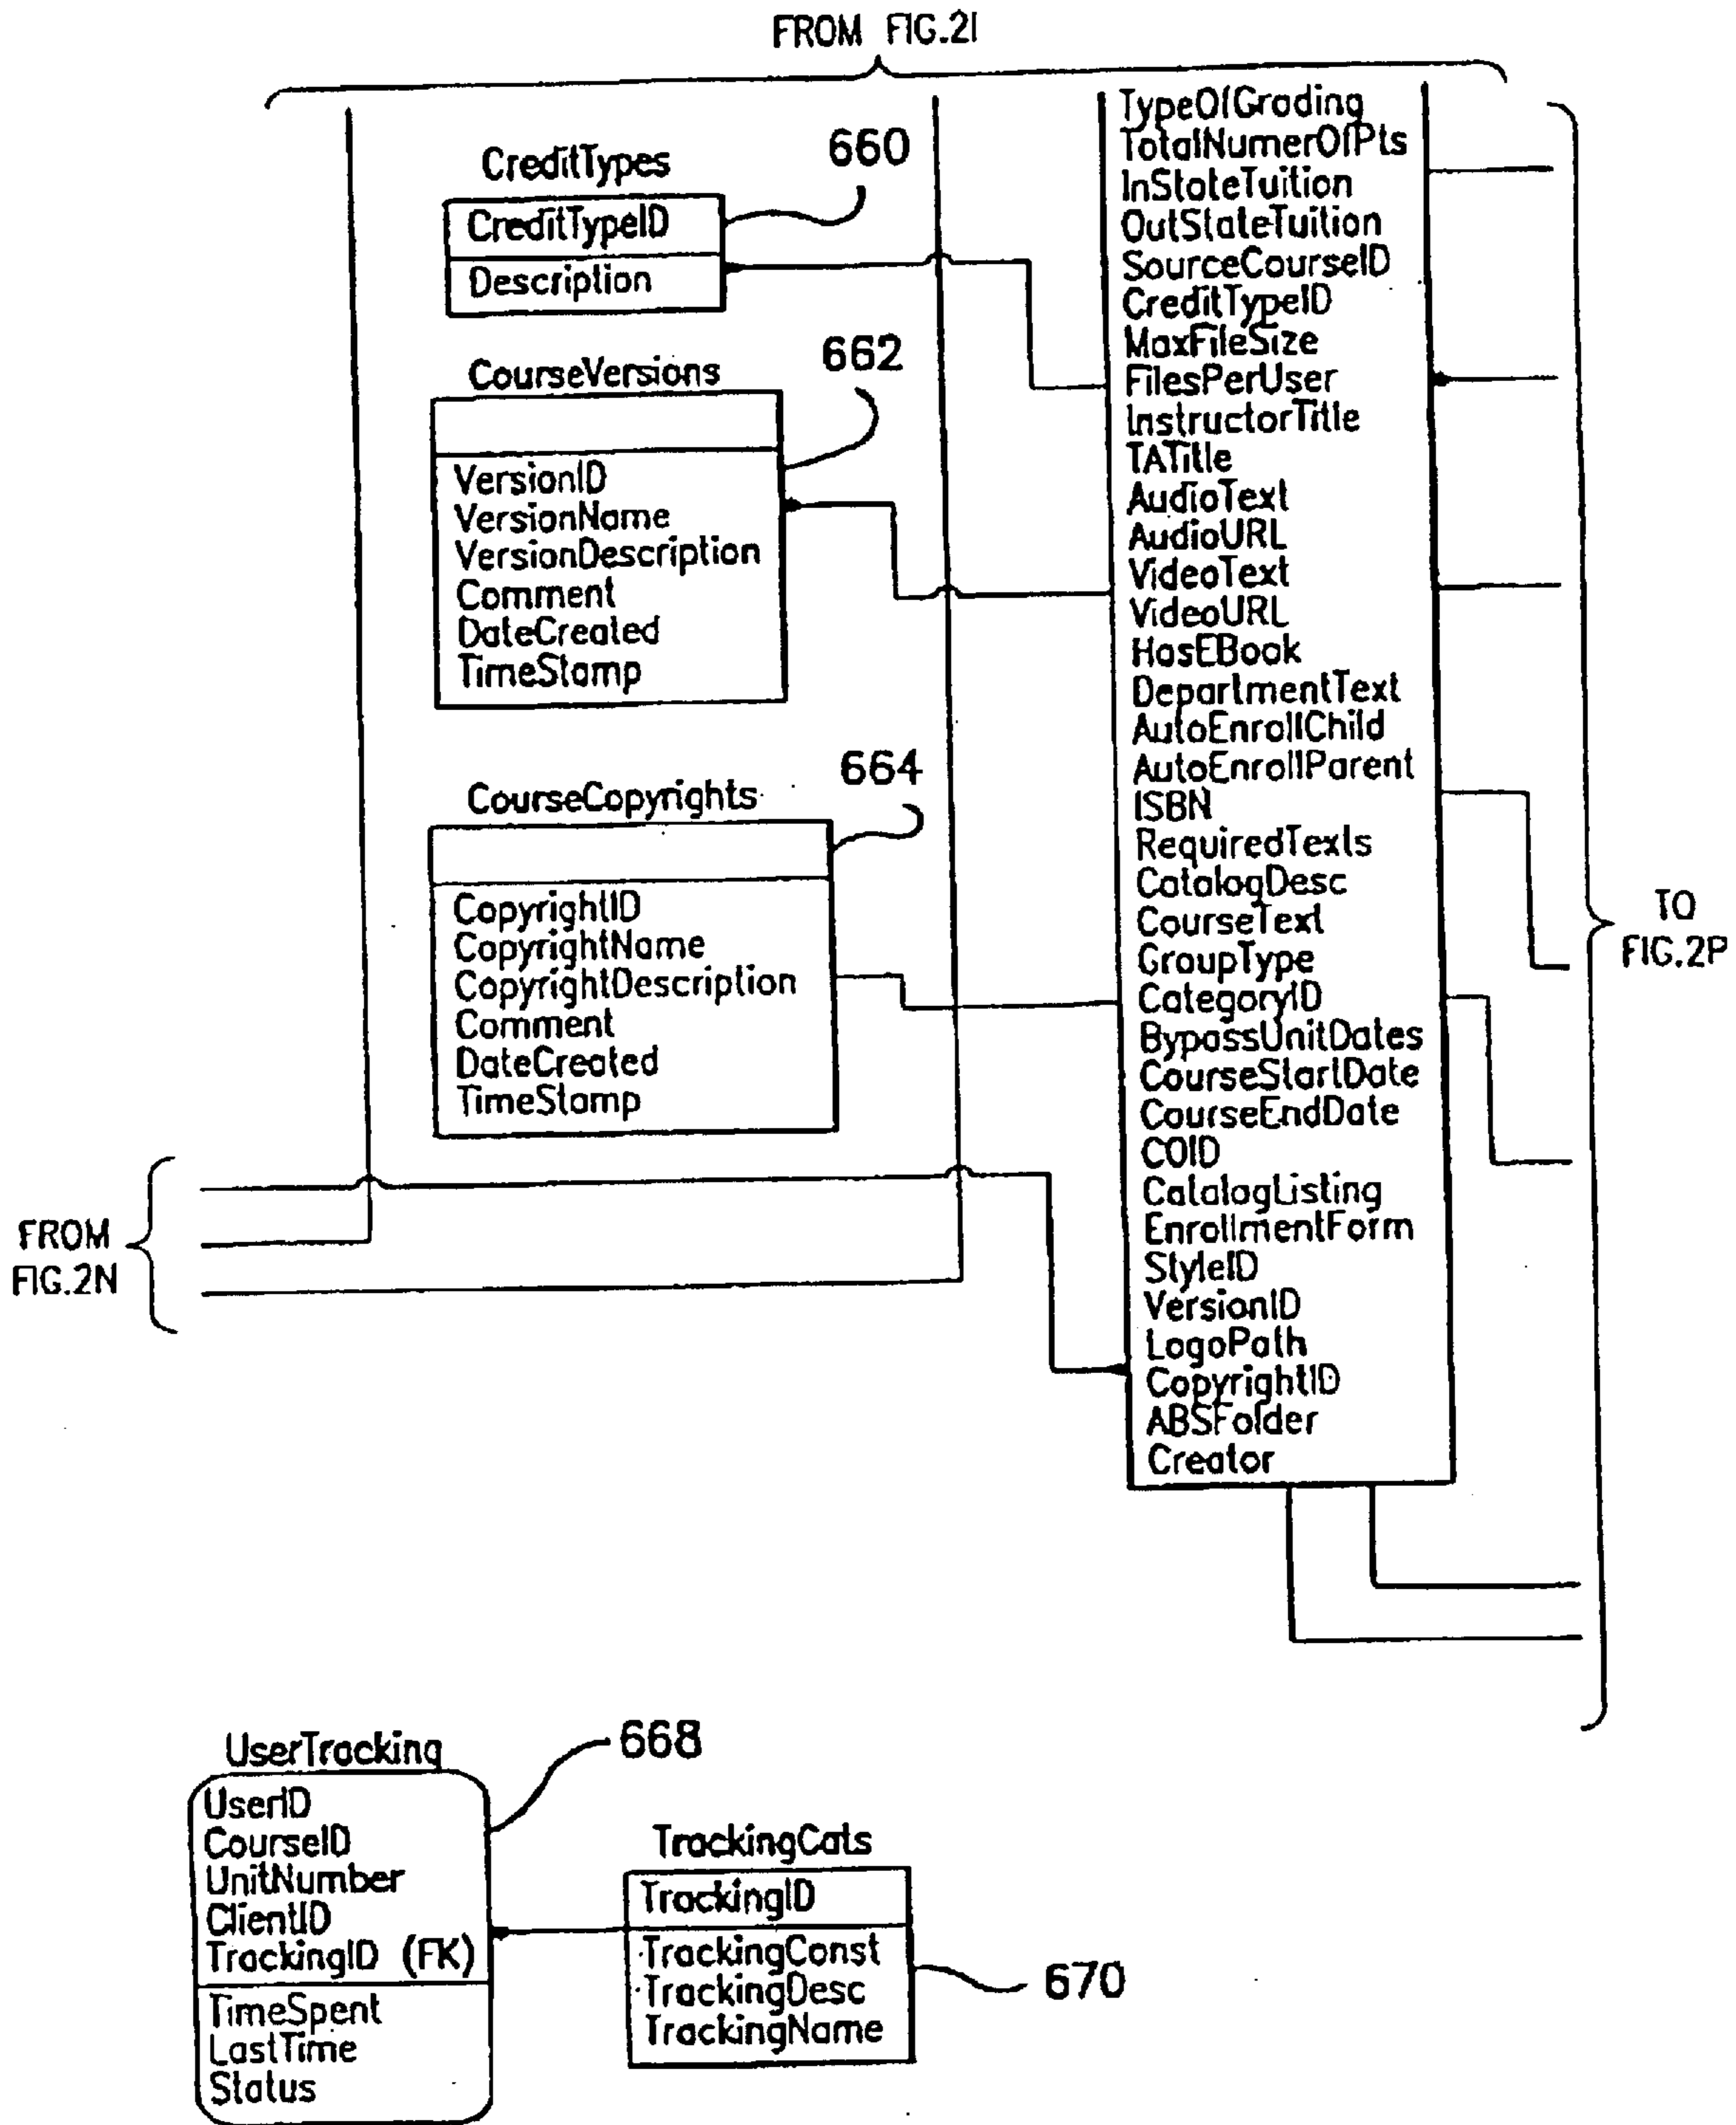 FROM FIG.2I
CreditTypes
660
CreditTypeID
Description
CourseVersions
662
VersionID
VersionName
VersionDescription
Comment
DateCreated
TimeStamp
CourseCopyrights
664
CopyrightID
CopyrightName
CopyrightDescription
Comment
DateCreated
TimeStamp
FROM
FIG.2N
TypeOfGrading
TotalNumerOfPts
InStateTuition
OutStateTuition
SourceCourseID
CreditTypeID
MaxFileSize
FilesPerUser
InstructorTitle
TATitle
AudioText
AudioURL
VideoText
VideoURL
HasEBook
DepartmentText
AutoEnrollChild
AutoEnrollParent
ISBN
RequiredTexts
CatalogDesc
CourseText
GroupType
CategoryID
BypassUnitDates
CourseStartDate
CourseEndDate
COID
CatalogListing
EnrollmentForm
StyleID
VersionID
LogoPath
CopyrightID
ABSFolder
Creator
TO
FIG.2P
UserTracking
668
UserID
CourseID
UnitNumber
ClientID
TrackingID (FK)
TimeSpent
LastTime
Status
TrackingCats
TrackingID
TrackingConst
TrackingDesc
TrackingName
670